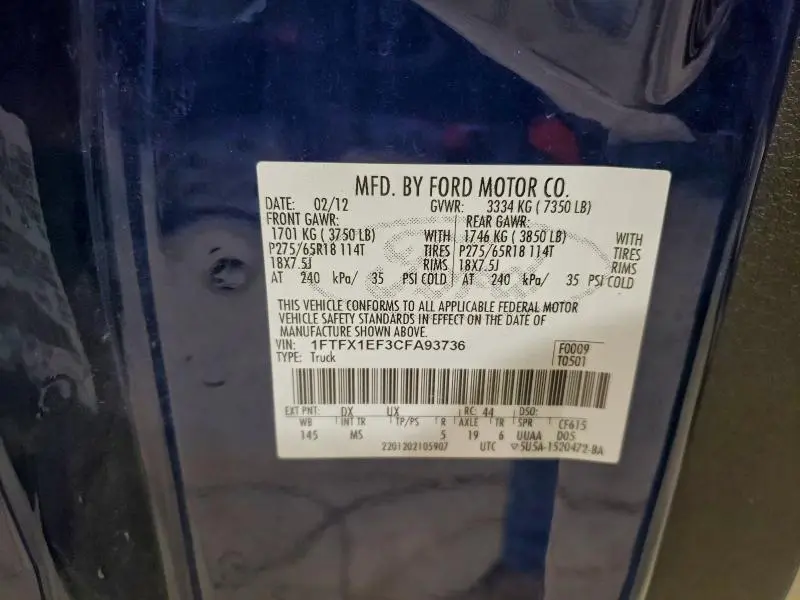 MFD. BY FORD MOTOR CO.
DATE: 02/12 GVWR: 3334 KG ( 7350 LB)
FRONT GAWR: REAR GAWR:
1701 KG ( 3750 LB) WITH 1746 KG ( 3850 LB) WITH
P275/65R18 114T TIRES P275/65R18 114T TIRES
18X7.5J RIMS 18X7.5J RIMS
AT 240 kPa/ 35 PSI COLD AT 240 kPa/ 35 PSI COLD
THIS VEHICLE CONFORMS TO ALL APPLICABLE FEDERAL MOTOR
VEHICLE SAFETY STANDARDS IN EFFECT ON THE DATE OF
MANUFACTURE SHOWN ABOVE.
VIN: 1FTFX1EF3CFA93736 F0009
TYPE: Truck T0501
EXT PNT: DX UX RC: 44 DSO:
WB INT TR TP/PS R AXLE TR SPR CF615
145 MS 5 19 6 UUAA D05
2201202105907 UTC 5U5A-1520472-BA